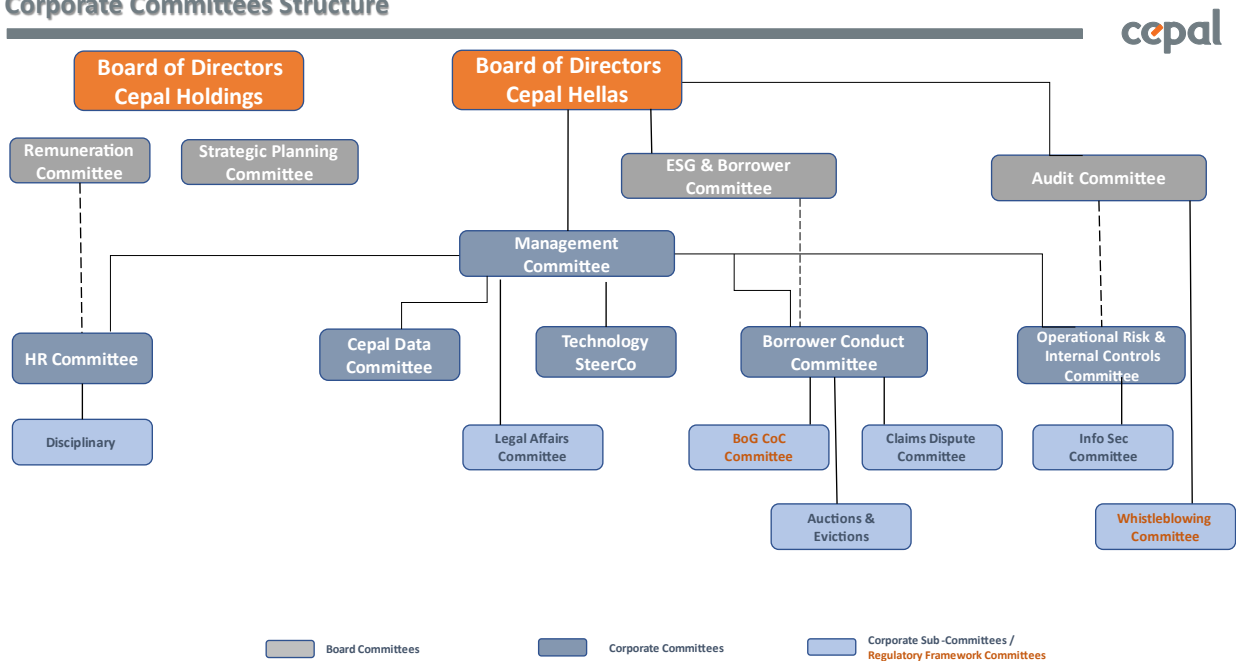 Corporate Committees Structure
cepal
Board of Directors
Cepal Holdings
Board of Directors
Cepal Hellas
Remuneration
Committee
Strategic Planning
Committee
ESG & Borrower
Committee
Audit Committee
Management
Committee
HR Committee
Cepal Data
Committee
Technology
SteerCo
Borrower Conduct
Committee
Operational Risk &
Internal Controls
Committee
Disciplinary
Legal Affairs
Committee
BoG CoC
Committee
Claims Dispute
Committee
Info Sec
Committee
Auctions &
Evictions
Whistleblowing
Committee
Board Committees
Corporate Committees
Corporate Sub-Committees /
Regulatory Framework Committees